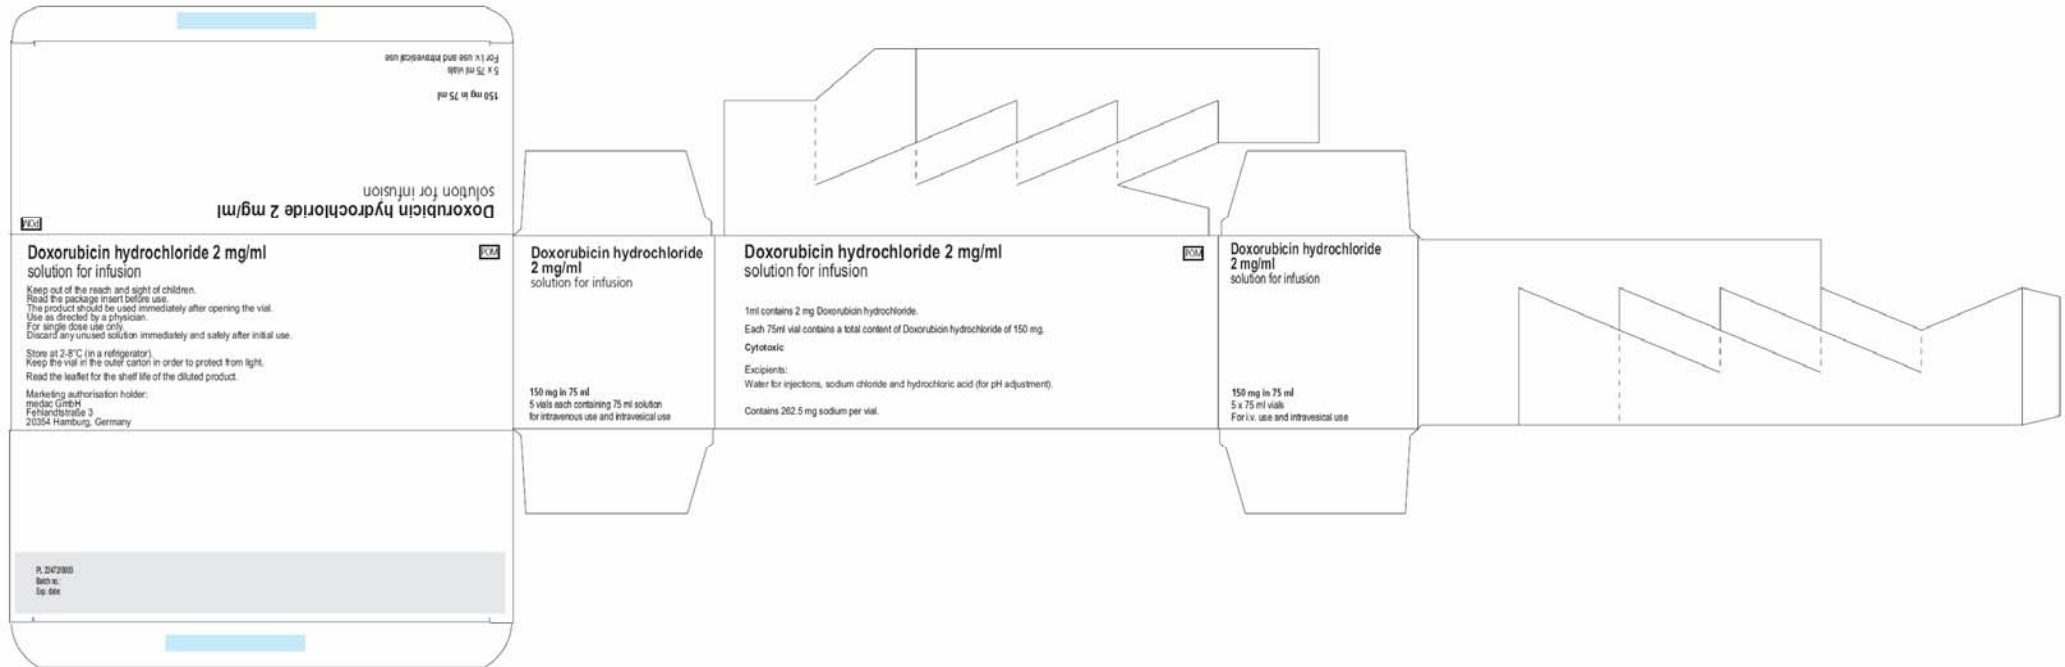 For i.v. use and intravesical use
5 x 75 ml vials
150 mg in 75 ml
solution for infusion
Doxorubicin hydrochloride 2 mg/ml
POM
Doxorubicin hydrochloride 2 mg/ml
POM
solution for infusion
Keep out of the reach and sight of children.
Read the package insert before use.
The product should be used immediately after opening the vial.
Use as directed by a physician.
For single dose use only.
Discard any unused solution immediately and safely after initial use.
Store at 2-8°C (in a refrigerator).
Keep the vial in the outer carton in order to protect from light.
Read the leaflet for the shelf life of the diluted product.
Marketing authorisation holder:
medac GmbH
Fehlandtstraße 3
20354 Hamburg, Germany
Doxorubicin hydrochloride
2 mg/ml
solution for infusion
150 mg in 75 ml
5 vials each containing 75 ml solution
for intravenous use and intravesical use
Doxorubicin hydrochloride 2 mg/ml
POM
solution for infusion
1ml contains 2 mg Doxorubicin hydrochloride.
Each 75ml vial contains a total content of Doxorubicin hydrochloride of 150 mg.
Cytotoxic
Excipients:
Water for injections, sodium chloride and hydrochloric acid (for pH adjustment).
Contains 262.5 mg sodium per vial.
Doxorubicin hydrochloride
2 mg/ml
solution for infusion
150 mg in 75 ml
5 x 75 ml vials
For i.v. use and intravesical use
PL
Batch no.:
Exp. date: